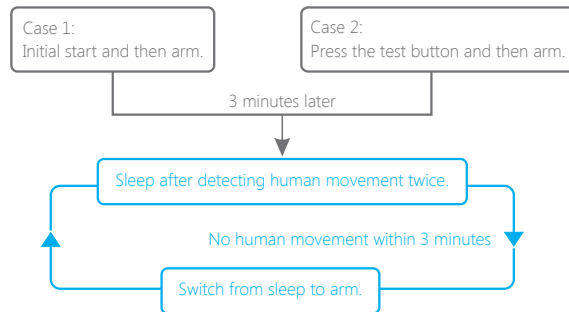 Case 1:
Initial start and then arm.
Case 2:
Press the test button and then arm.
3 minutes later
Sleep after detecting human movement twice.
No human movement within 3 minutes
Switch from sleep to arm.